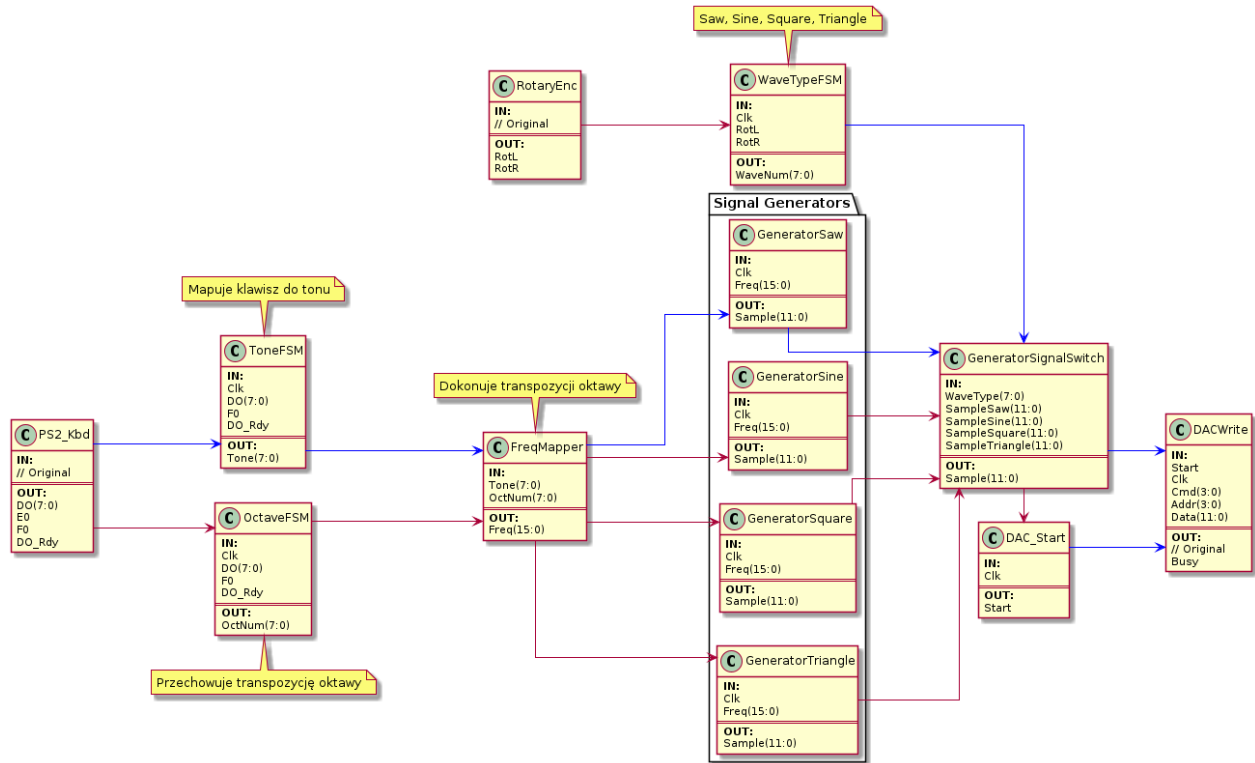 Saw, Sine, Square, Triangle
C RotaryEnc
IN:
// Original
OUT:
RotL
RotR
C WaveTypeFSM
IN:
Clk
RotL
RotR
OUT:
WaveNum(7:0)
Signal Generators
C GeneratorSaw
IN:
Clk
Freq(15:0)
OUT:
Sample(11:0)
Mapuje klawisz do tonu
C ToneFSM
IN:
Clk
DO(7:0)
F0
DO_Rdy
OUT:
Tone(7:0)
C GeneratorSignalSwitch
IN:
WaveType(7:0)
SampleSaw(11:0)
SampleSine(11:0)
SampleSquare(11:0)
SampleTriangle(11:0)
OUT:
Sample(11:0)
C GeneratorSine
IN:
Clk
Freq(15:0)
OUT:
Sample(11:0)
Dokonuje transpozycji oktawy
C PS2_Kbd
IN:
// Original
OUT:
DO(7:0)
E0
F0
DO_Rdy
C FreqMapper
IN:
Tone(7:0)
OctNum(7:0)
OUT:
Freq(15:0)
C DACWrite
IN:
Start
Clk
Cmd(3:0)
Addr(3:0)
Data(11:0)
OUT:
// Original
Busy
C OctaveFSM
IN:
Clk
DO(7:0)
F0
DO_Rdy
OUT:
OctNum(7:0)
C GeneratorSquare
IN:
Clk
Freq(15:0)
OUT:
Sample(11:0)
C DAC_Start
IN:
Clk
OUT:
Start
C GeneratorTriangle
IN:
Clk
Freq(15:0)
OUT:
Sample(11:0)
Przechowuje transpozycję oktawy